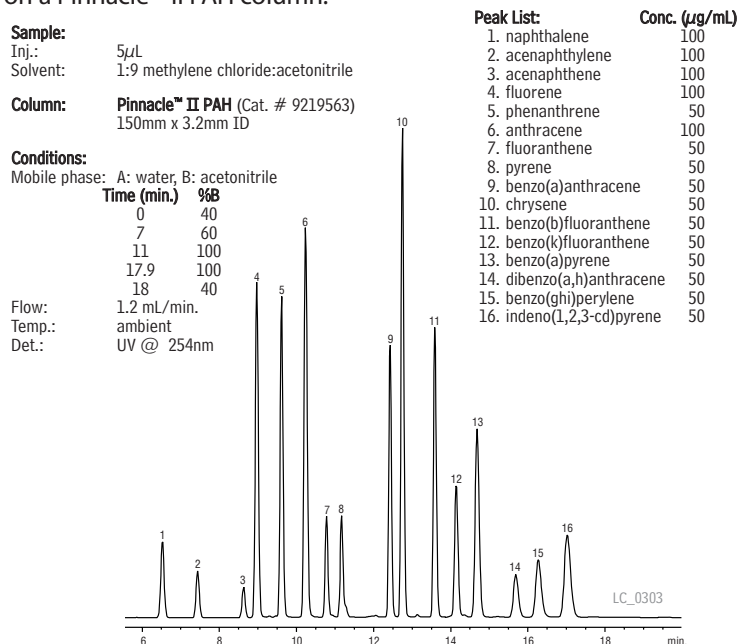 on a Pinnacle™ II PAH column.
Sample:
Inj.: 5µL
Solvent: 1:9 methylene chloride:acetonitrile
Column: Pinnacle™ II PAH (Cat. # 9219563)
150mm x 3.2mm ID
Conditions:
Mobile phase: A: water, B: acetonitrile
Time (min.) %B
0 40
7 60
11 100
17.9 100
18 40
Flow: 1.2 mL/min.
Temp.: ambient
Det.: UV @ 254nm
Peak List: Conc. (µg/mL)
1. naphthalene 100
2. acenaphthylene 100
3. acenaphthene 100
4. fluorene 100
5. phenanthrene 50
6. anthracene 100
7. fluoranthene 50
8. pyrene 50
9. benzo(a)anthracene 50
10. chrysene 50
11. benzo(b)fluoranthene 50
12. benzo(k)fluoranthene 50
13. benzo(a)pyrene 50
14. dibenzo(a,h)anthracene 50
15. benzo(ghi)perylene 50
16. indeno(1,2,3-cd)pyrene 50
1 2 3 4 5 6 7 8 9 10 11 12 13 14 15 16
LC_0303
6 8 10 12 14 16 18 min